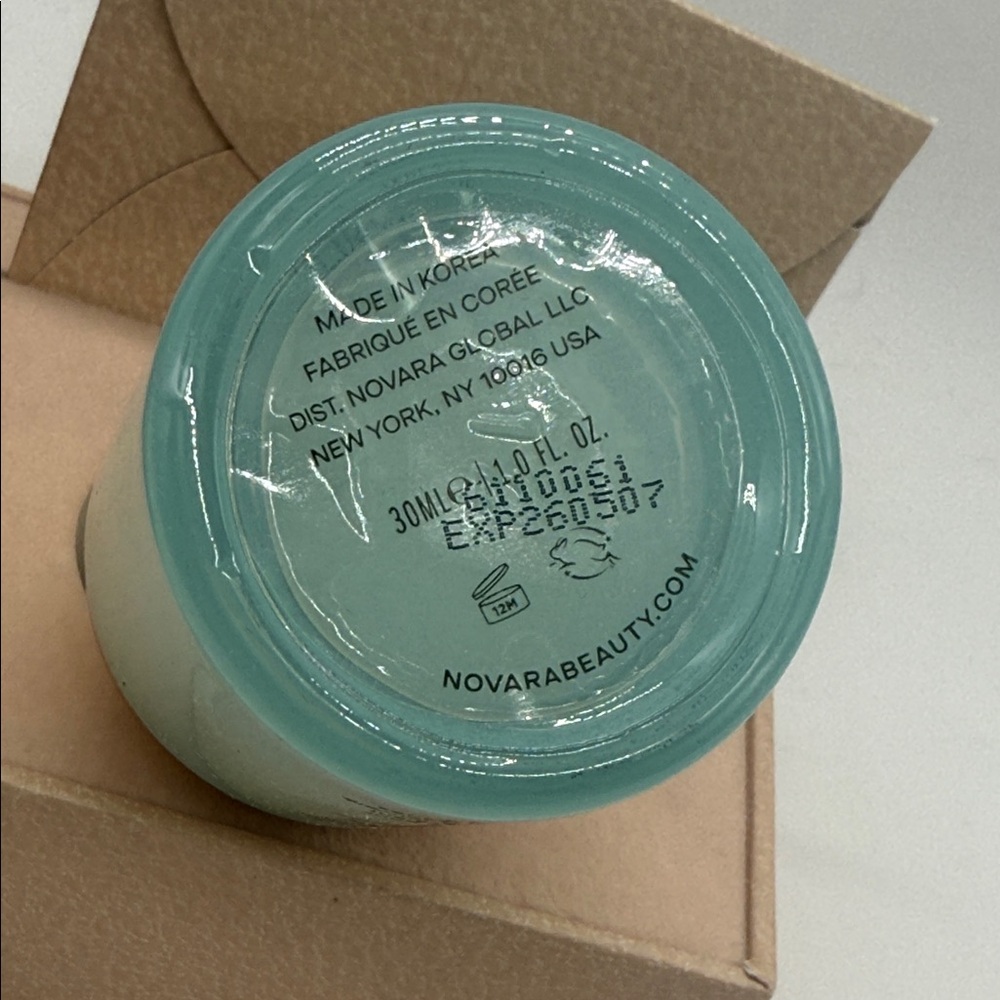 MADE IN KOREA
FABRIQUÉ EN CORÉE
DIST. NOVARA GLOBAL LLC
NEW YORK, NY 10016 USA
30ML ℮ | 1.0 FL. OZ.
EXP260507
12M
NOVARABEAUTY.COM